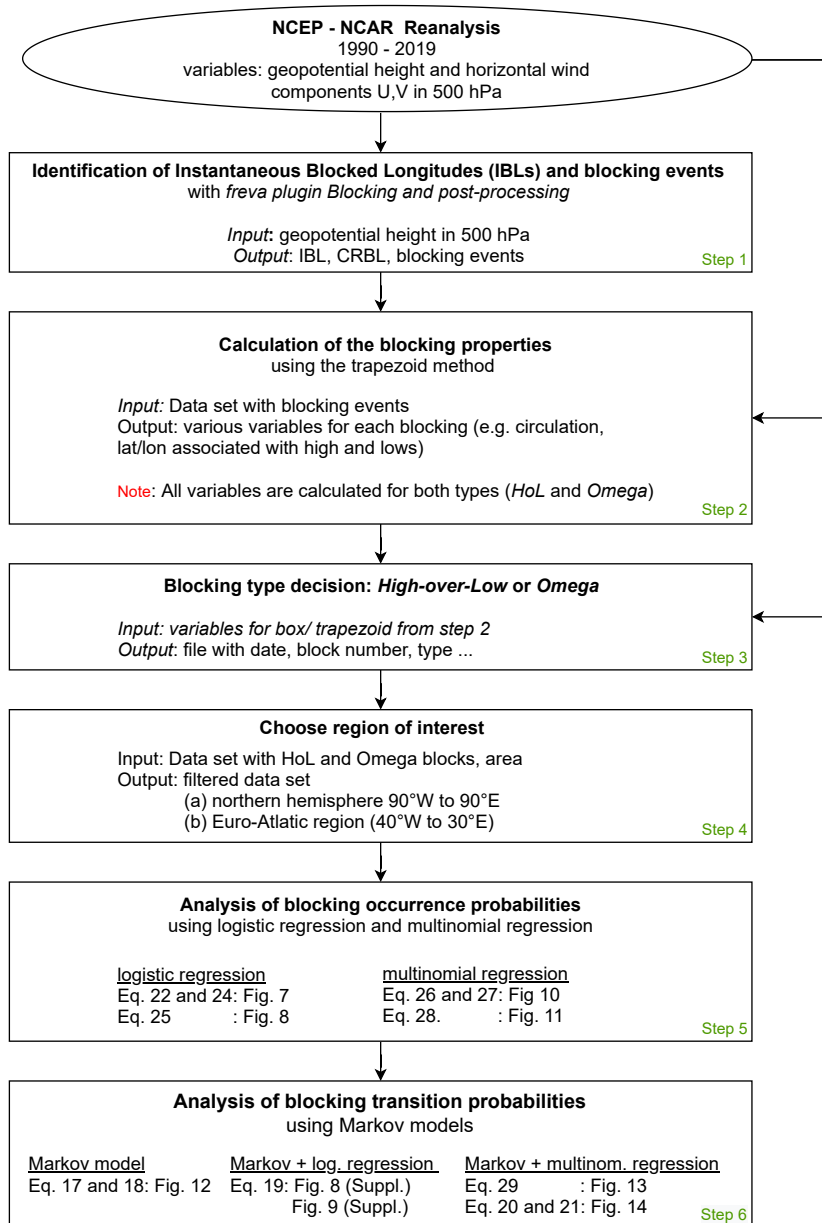 NCEP - NCAR Reanalysis
1990 - 2019
variables: geopotential height and horizontal wind
components U,V in 500 hPa
Identification of Instantaneous Blocked Longitudes (IBLs) and blocking events
with freva plugin Blocking and post-processing
Input: geopotential height in 500 hPa
Output: IBL, CRBL, blocking events
Step 1
Calculation of the blocking properties
using the trapezoid method
Input: Data set with blocking events
Output: various variables for each blocking (e.g. circulation,
lat/lon associated with high and lows)
Note: All variables are calculated for both types (HoL and Omega)
Step 2
Blocking type decision: High-over-Low or Omega
Input: variables for box/ trapezoid from step 2
Output: file with date, block number, type ...
Step 3
Choose region of interest
Input: Data set with HoL and Omega blocks, area
Output: filtered data set
(a) northern hemisphere 90°W to 90°E
(b) Euro-Atlatic region (40°W to 30°E)
Step 4
Analysis of blocking occurrence probabilities
using logistic regression and multinomial regression
logistic regression
Eq. 22 and 24: Fig. 7
Eq. 25 : Fig. 8
multinomial regression
Eq. 26 and 27: Fig 10
Eq. 28. : Fig. 11
Step 5
Analysis of blocking transition probabilities
using Markov models
Markov model
Eq. 17 and 18: Fig. 12
Markov + log. regression
Eq. 19: Fig. 8 (Suppl.)
Fig. 9 (Suppl.)
Markov + multinom. regression
Eq. 29 : Fig. 13
Eq. 20 and 21: Fig. 14
Step 6